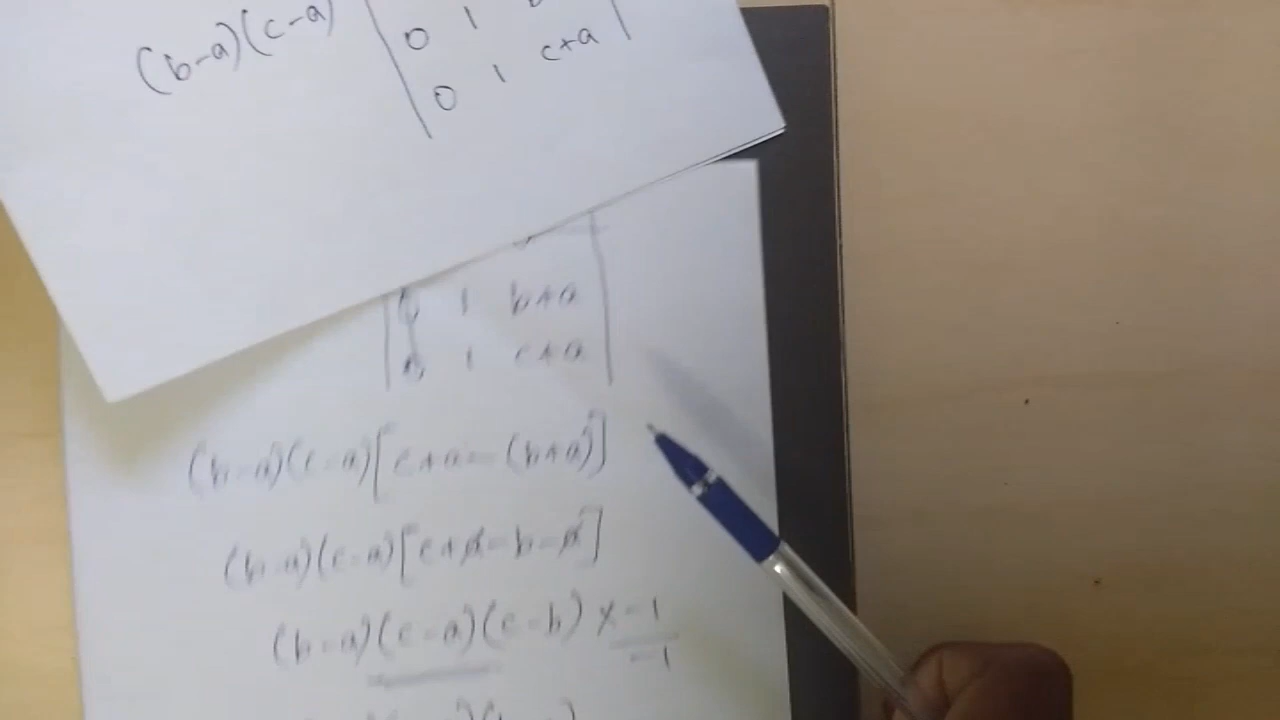 (b-a)(c-a) | 0 1
0 1 c+a |
1 b+a
1 c+a
(b-a)(c-a)[c+a-(b+a)]
(b-a)(c-a)[c+a-b-a]
(b-a)(c-a)(c-b) × -1
-1